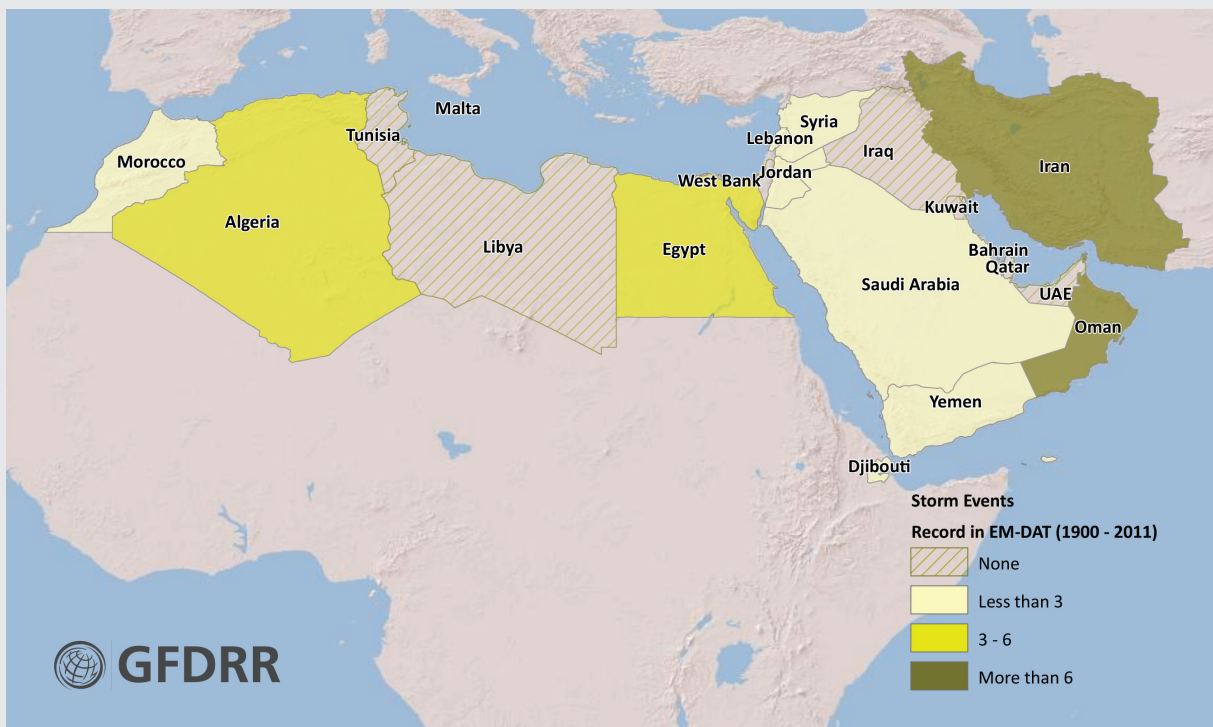 Malta
Syria
Tunisia
Lebanon
Morocco
Iraq
Iran
West Bank
Jordan
Kuwait
Algeria
Libya
Egypt
Bahrain
Qatar
Saudi Arabia
UAE
Oman
Yemen
Djibouti
Storm Events
Record in EM-DAT (1900 - 2011)
None
Less than 3
3 - 6
More than 6
GFDRR